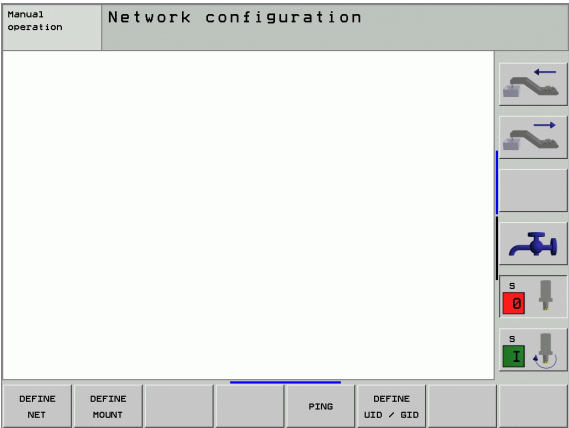 Manual
operation
Network configuration
S
0
S
I
DEFINE
NET
DEFINE
MOUNT
PING
DEFINE
UID / GID